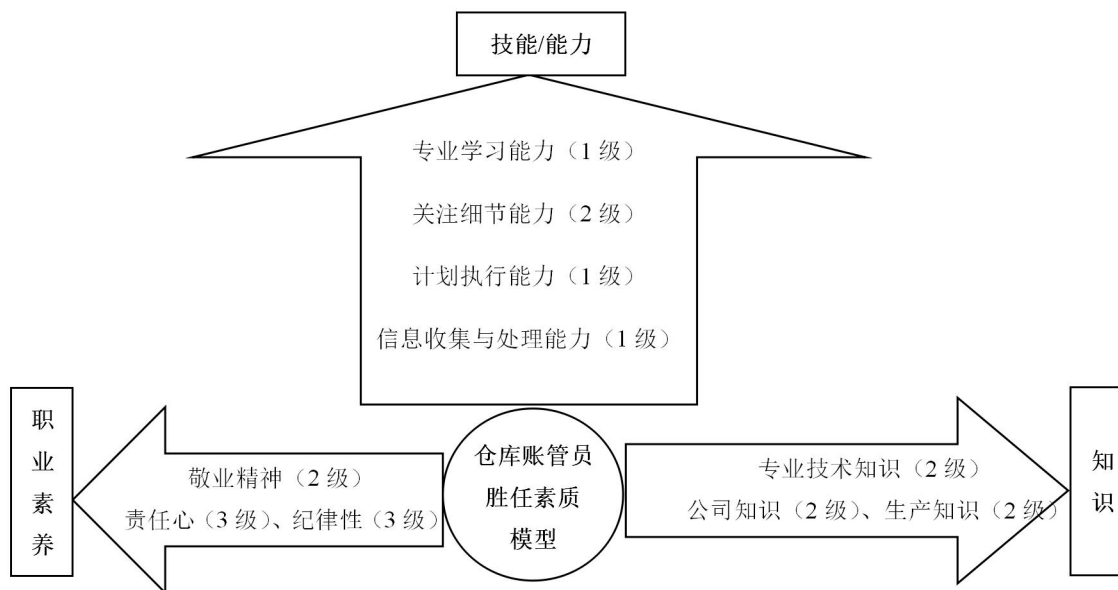 技能/能力
专业学习能力（1 级）
关注细节能力（2 级）
计划执行能力（1 级）
信息收集与处理能力（1 级）
职业素养
敬业精神（2 级）
责任心（3 级）、纪律性（3 级）
仓库账管员
胜任素质
模型
专业技术知识（2 级）
公司知识（2 级）、生产知识（2 级）
知识